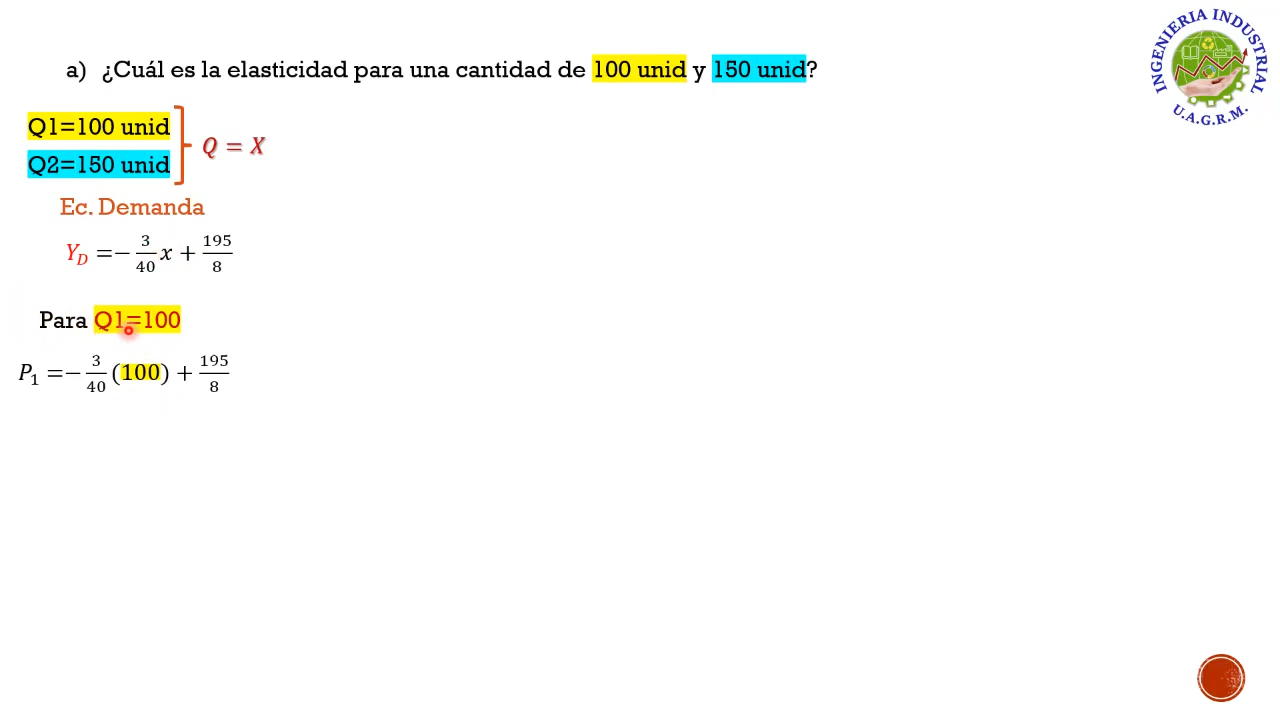 INGENIERIA INDUSTRIAL
U.A.G.R.M.
a) ¿Cuál es la elasticidad para una cantidad de 100 unid y 150 unid?
Q1=100 unid
Q2=150 unid
Q = X
Ec. Demanda
Y_D =− 3/40 x + 195/8
Para Q1=100
P_1 =− 3/40 (100) + 195/8